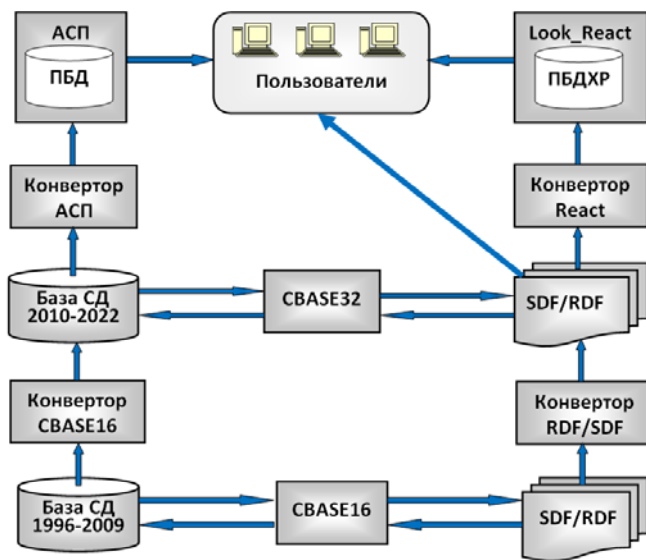 АСП
ПБД
Пользователи
Look_React
ПБДХР
Конвертор
АСП
Конвертор
React
База СД
2010-2022
CBASE32
SDF/RDF
Конвертор
CBASE16
Конвертор
RDF/SDF
База СД
1996-2009
CBASE16
SDF/RDF